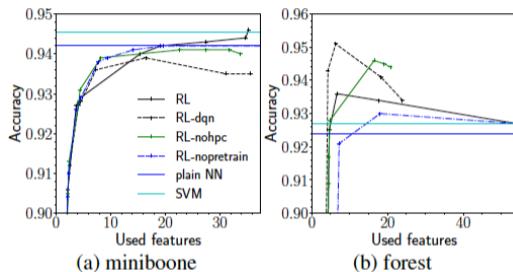 0.95
0.94
0.93
0.92
0.91
0.90
Accuracy
0
10
20
30
Used features
RL
RL-dqn
RL-nohpc
RL-nopretrain
plain NN
SVM
(a) miniboone
0.96
0.95
0.94
0.93
0.92
0.91
0.90
Accuracy
0
20
40
Used features
(b) forest